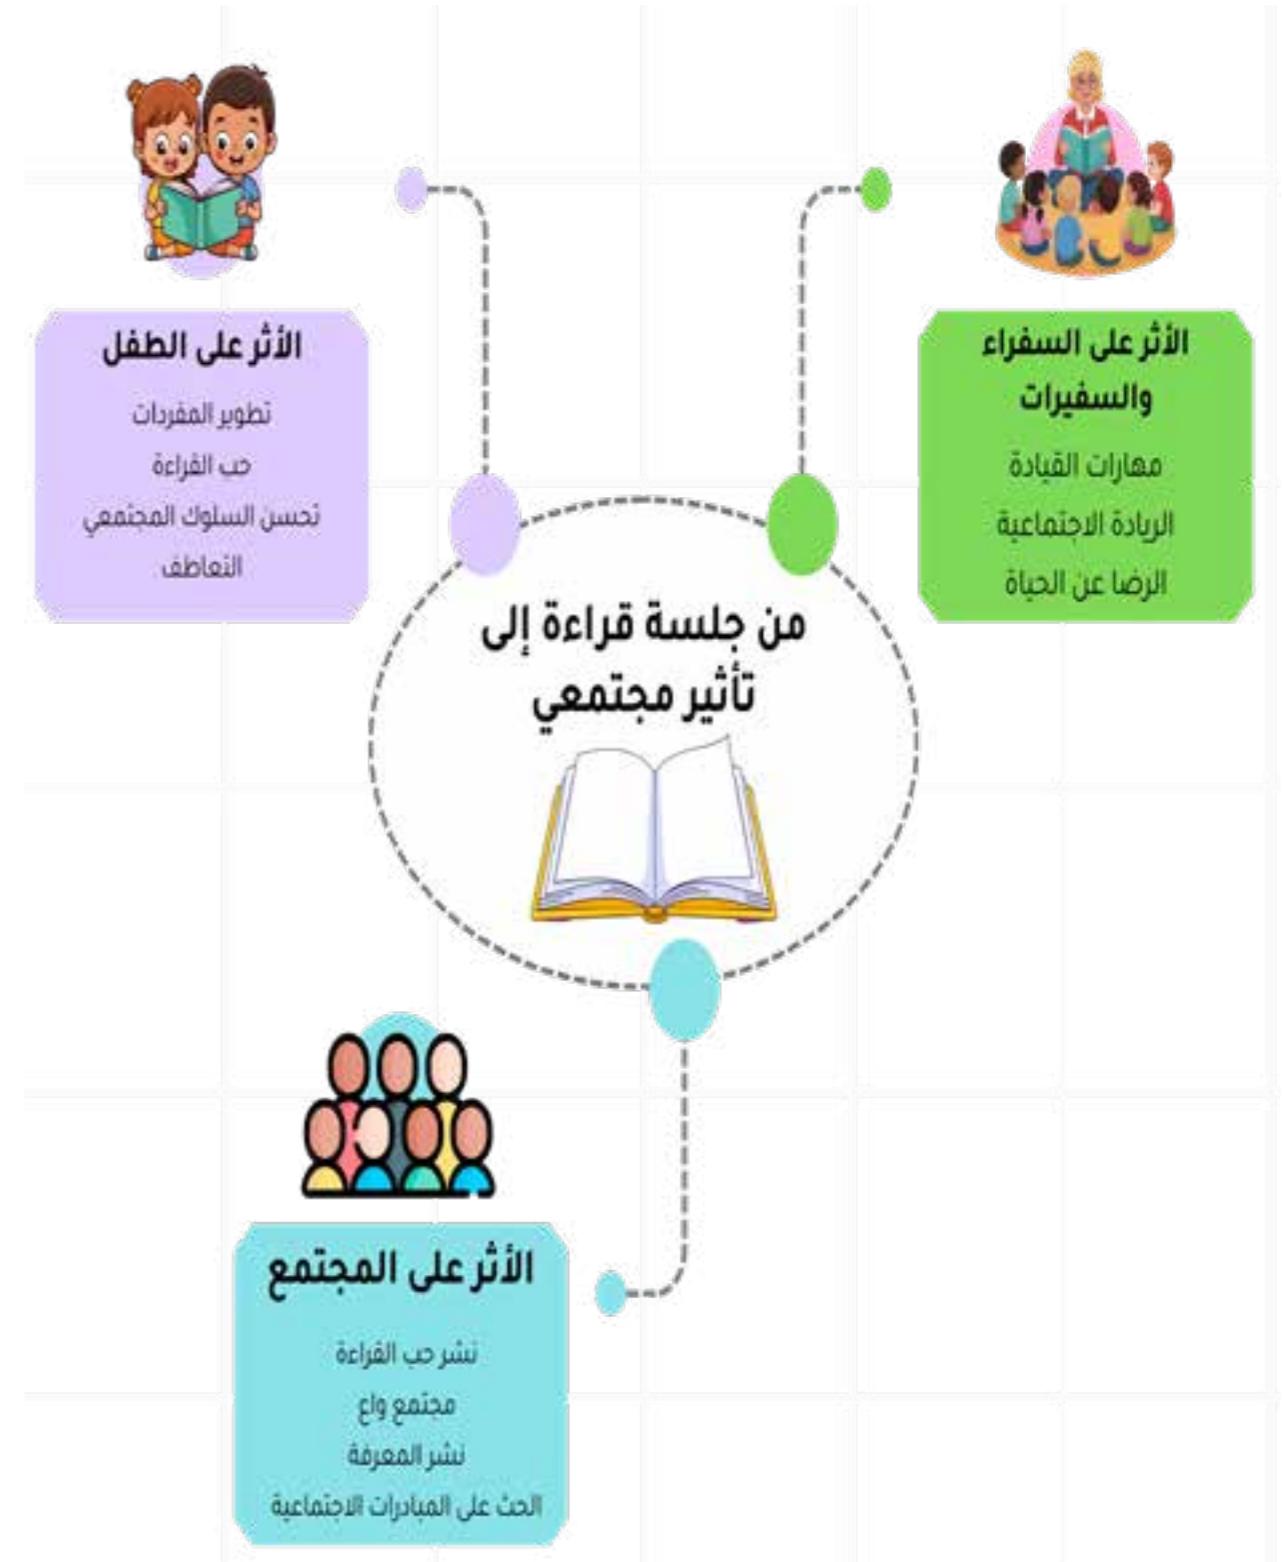 الأثر على السفراء
والسفيرات
مهارات القيادة
الريادة الاجتماعية
الرضا عن الحياة
الأثر على الطفل
تطوير المفردات
حب القراءة
تحسن السلوك المجتمعي
التعاطف
من جلسة قراءة إلى
تأثير مجتمعي
الأثر على المجتمع
نشر حب القراءة
مجتمع واع
نشر المعرفة
الحث على المبادرات الاجتماعية